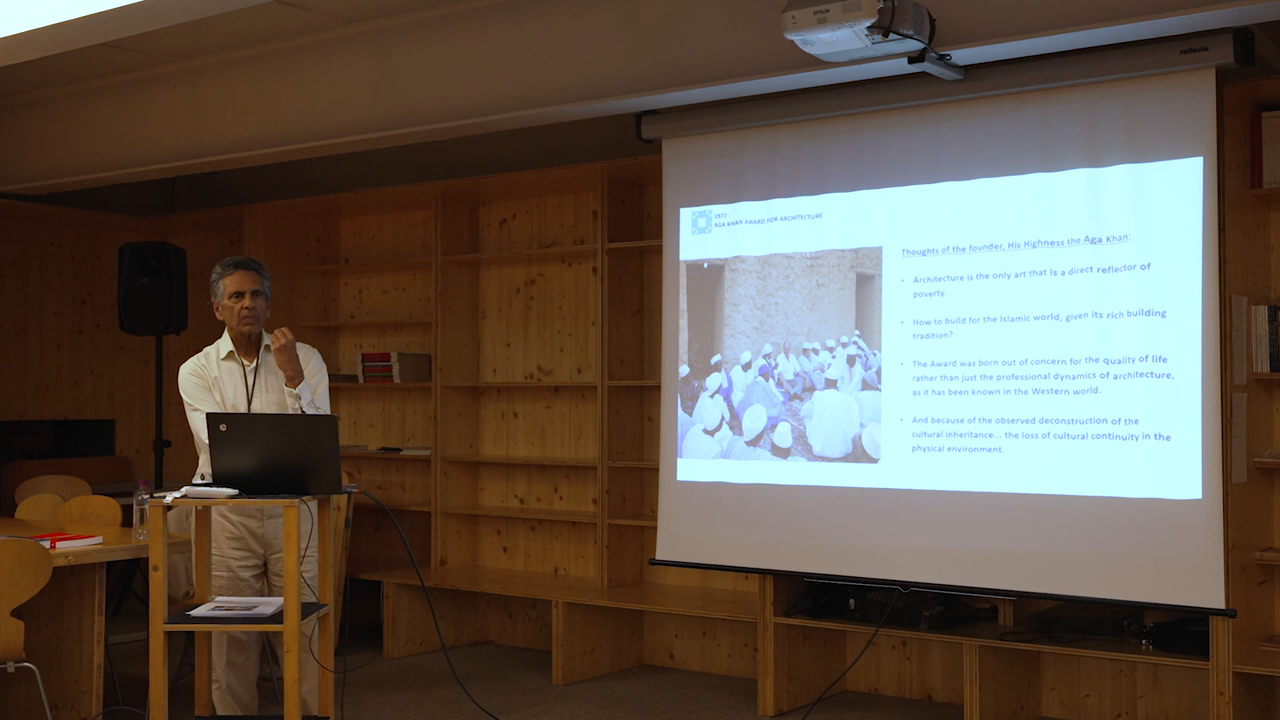 EPSON
reflecta
1977
AGA KHAN AWARD FOR ARCHITECTURE
Thoughts of the founder, His Highness the Aga Khan:
• Architecture is the only art that is a direct reflector of
poverty.
• How to build for the Islamic world, given its rich building
tradition?
• The Award was born out of concern for the quality of life
rather than just the professional dynamics of architecture,
as it has been known in the Western world.
• And because of the observed deconstruction of the
cultural inheritance... the loss of cultural continuity in the
physical environment.
hp